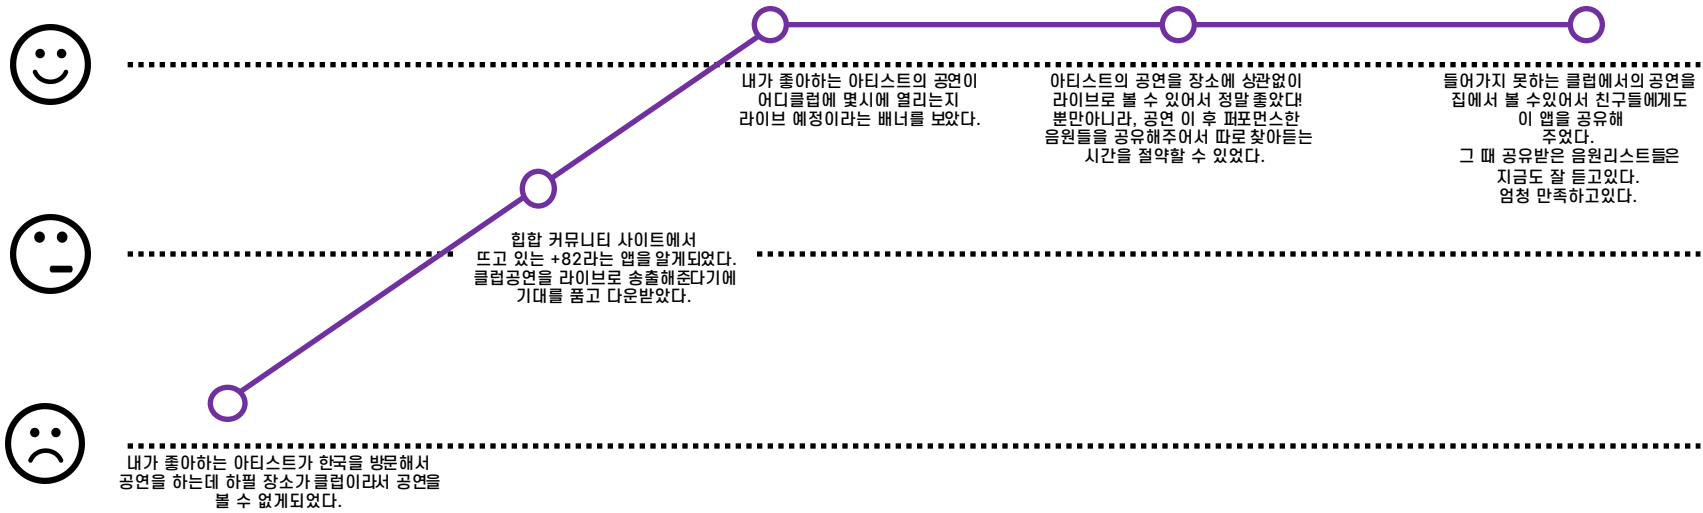 내가 좋아하는 아티스트의 공연이
어디클럽에 몇시에 열리는지
라이브 예정이라는 배너를 보았다.
아티스트의 공연을 장소에 상관없이
라이브로 볼 수 있어서 정말 좋았다!
뿐만아니라, 공연 이 후 퍼포먼스한
음원들을 공유해주어서 따로 찾아듣는
시간을 절약할 수 있었다.
들어가지 못하는 클럽에서의 공연을
집에서 볼 수있어서 친구들에게도
이 앱을 공유해
주었다.
그 때 공유받은 음원리스트들은
지금도 잘 듣고있다.
엄청 만족하고있다.
힙합 커뮤니티 사이트에서
뜨고 있는 +82라는 앱을 알게되었다.
클럽공연을 라이브로 송출해준다기에
기대를 품고 다운받았다.
내가 좋아하는 아티스트가 한국을 방문해서
공연을 하는데 하필 장소가 클럽이라서 공연을
볼 수 없게되었다.